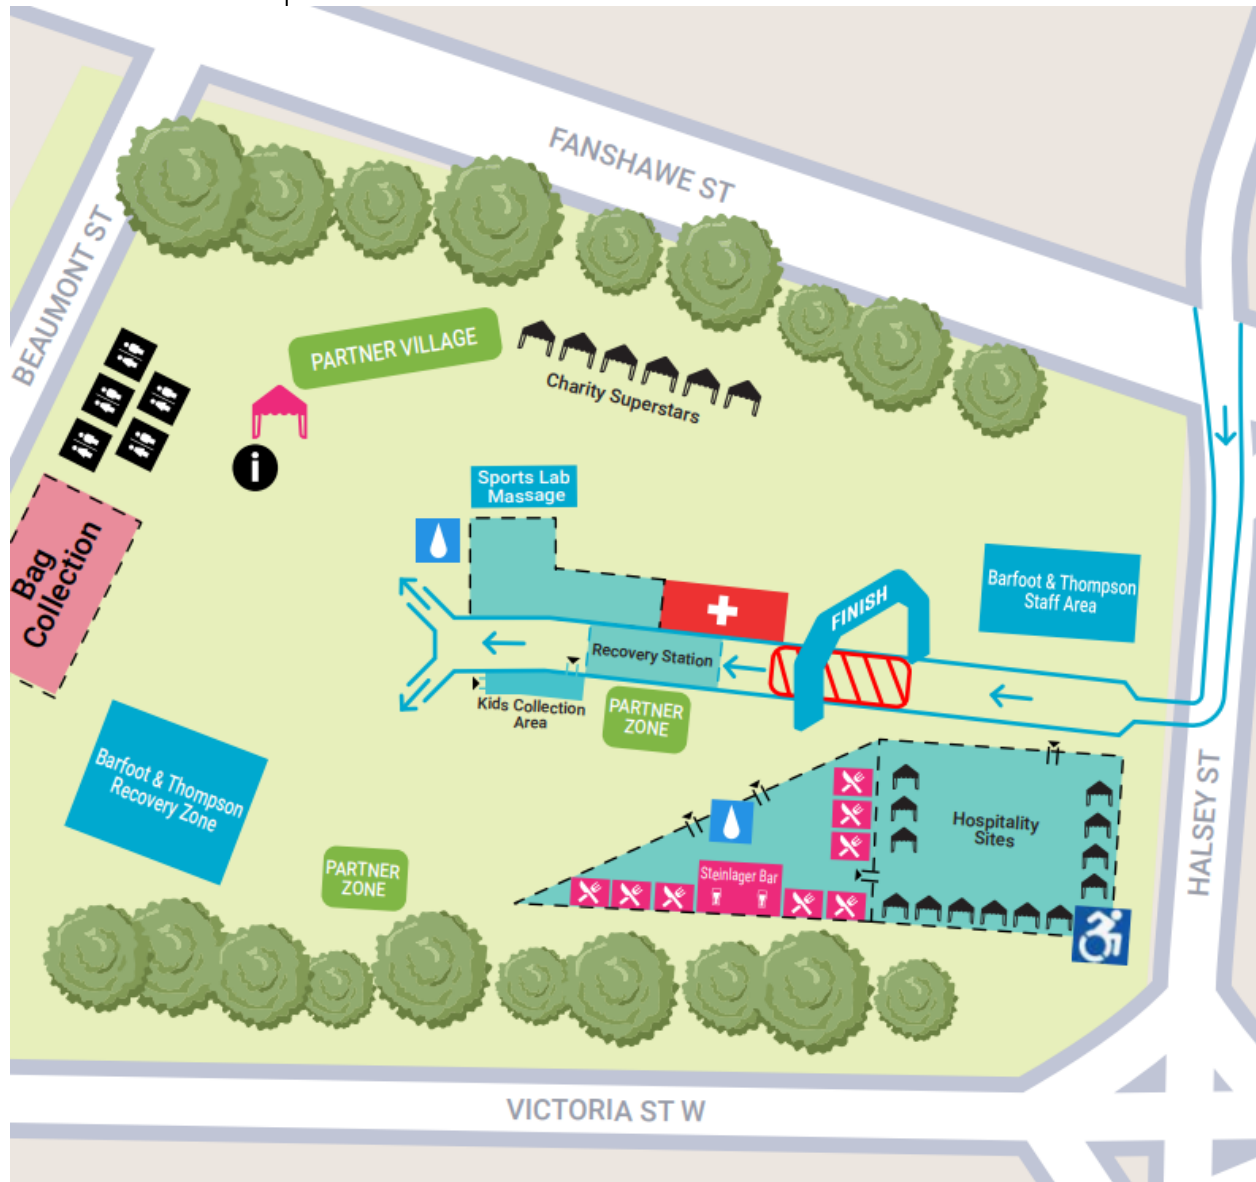 FANSHAWE ST
BEAUMONT ST
PARTNER VILLAGE
Charity Superstars
i
Sports Lab
Massage
Bag
Collection
FINISH
Barfoot & Thompson
Staff Area
Recovery Station
Kids Collection
Area
PARTNER
ZONE
Barfoot & Thompson
Recovery Zone
Hospitality
Sites
HALSEY ST
Steinlager Bar
PARTNER
ZONE
VICTORIA ST W